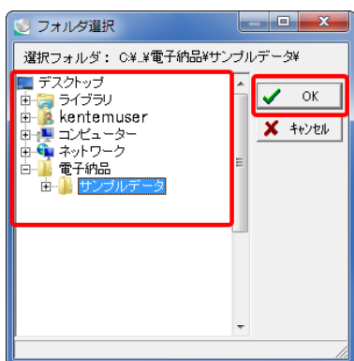 フォルダ選択
選択フォルダ： C:¥..¥電子納品¥サンプルデータ¥
デスクトップ
ライブラリ
kentemuser
コンピューター
ネットワーク
電子納品
サンプルデータ
OK
キャンセル